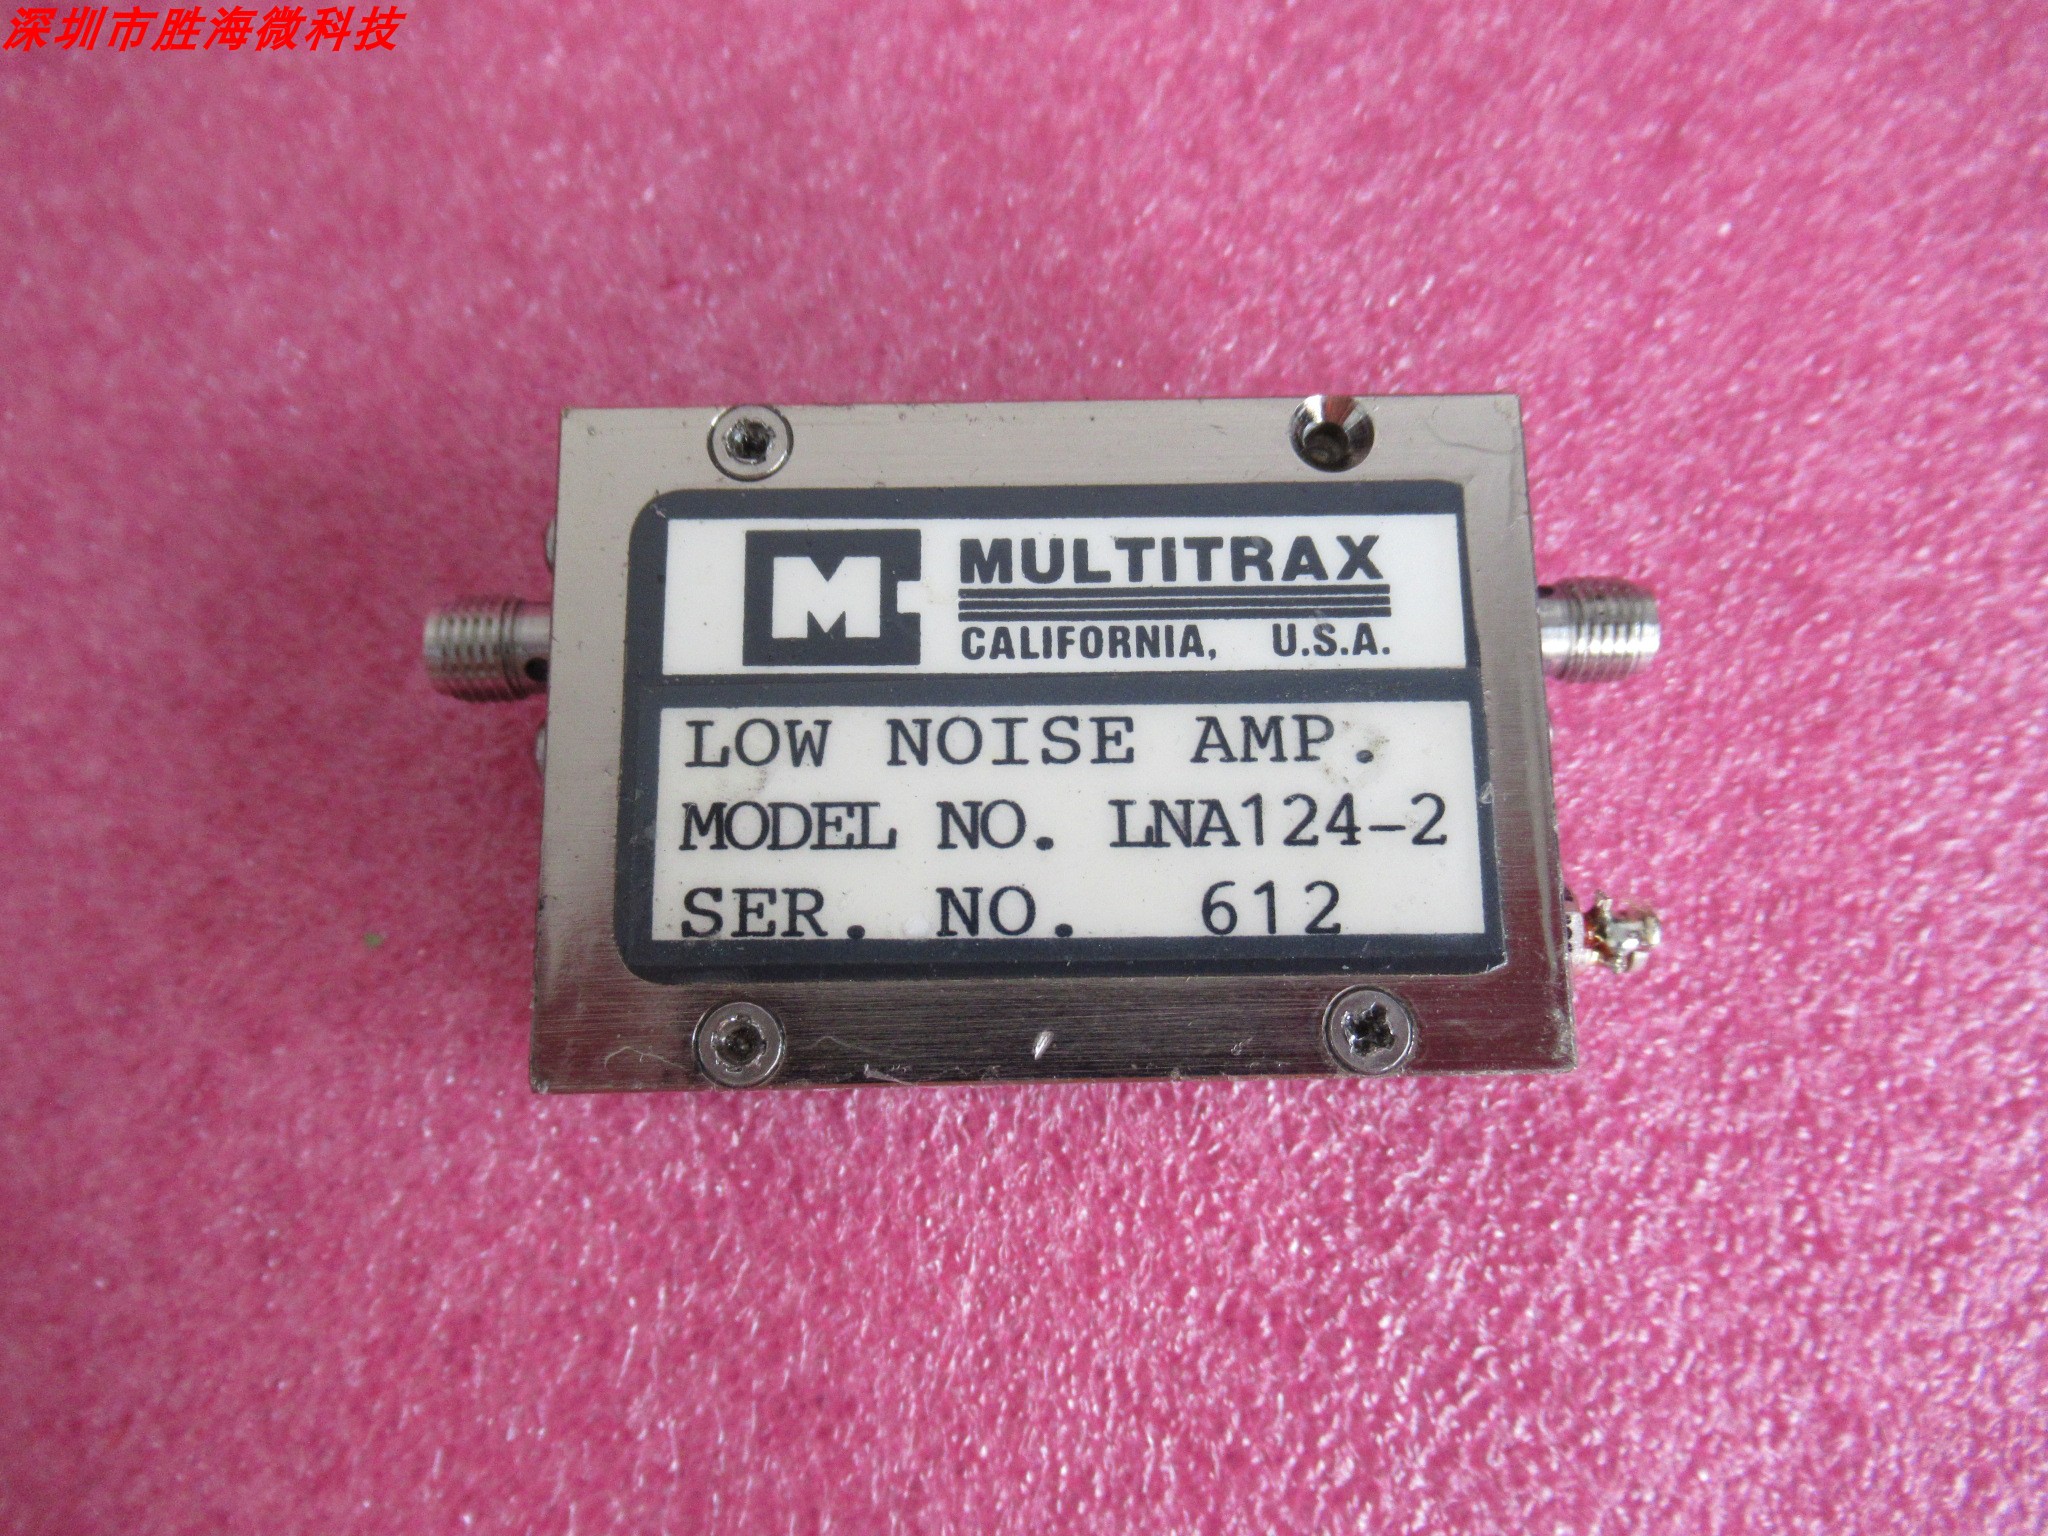 深圳市胜海微科技
M
MULTITRAX
CALIFORNIA, U.S.A.
LOW NOISE AMP.
MODEL NO. LNA124-2
SER. NO. 612